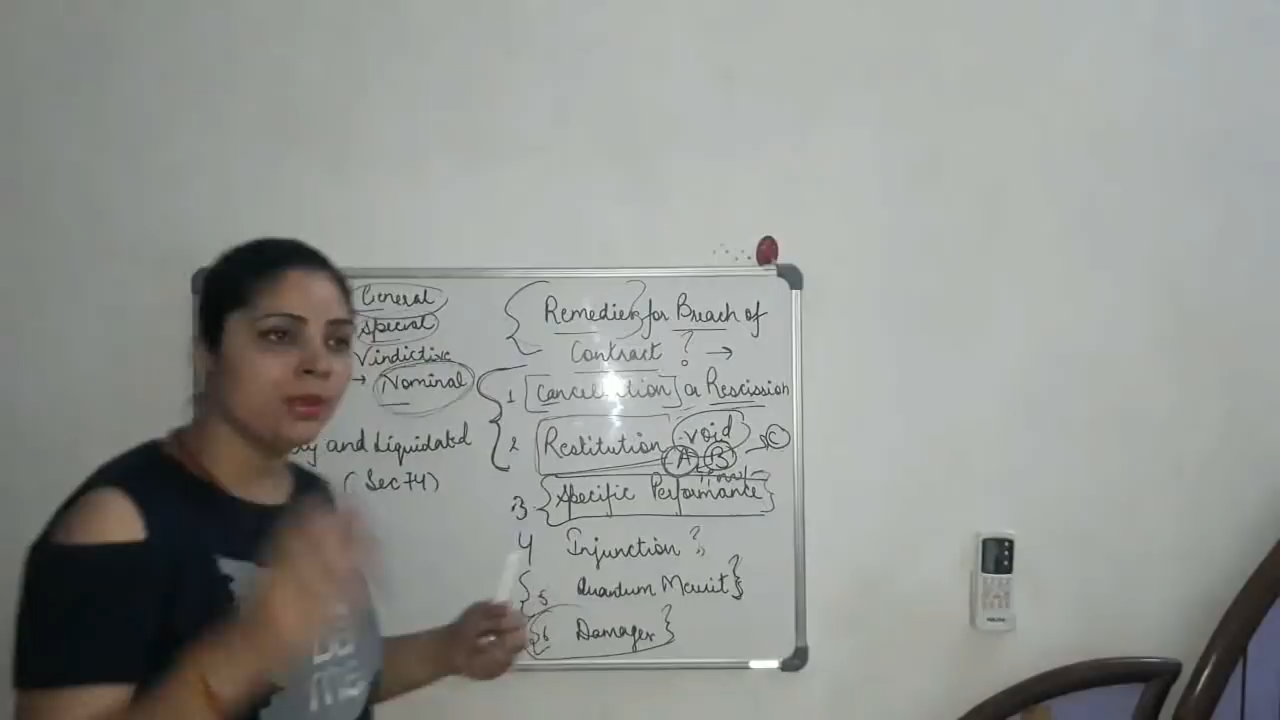 General
Special
Vindictive
→ Nominal
and Liquidated
(Sec 74)
Remedies for Breach of
Contract ? →
1 Cancellation or Rescission
2 Restitution void
A B C
3 Specific Performance
4 Injunction ?
5 Quantum Meruit
6 Damages